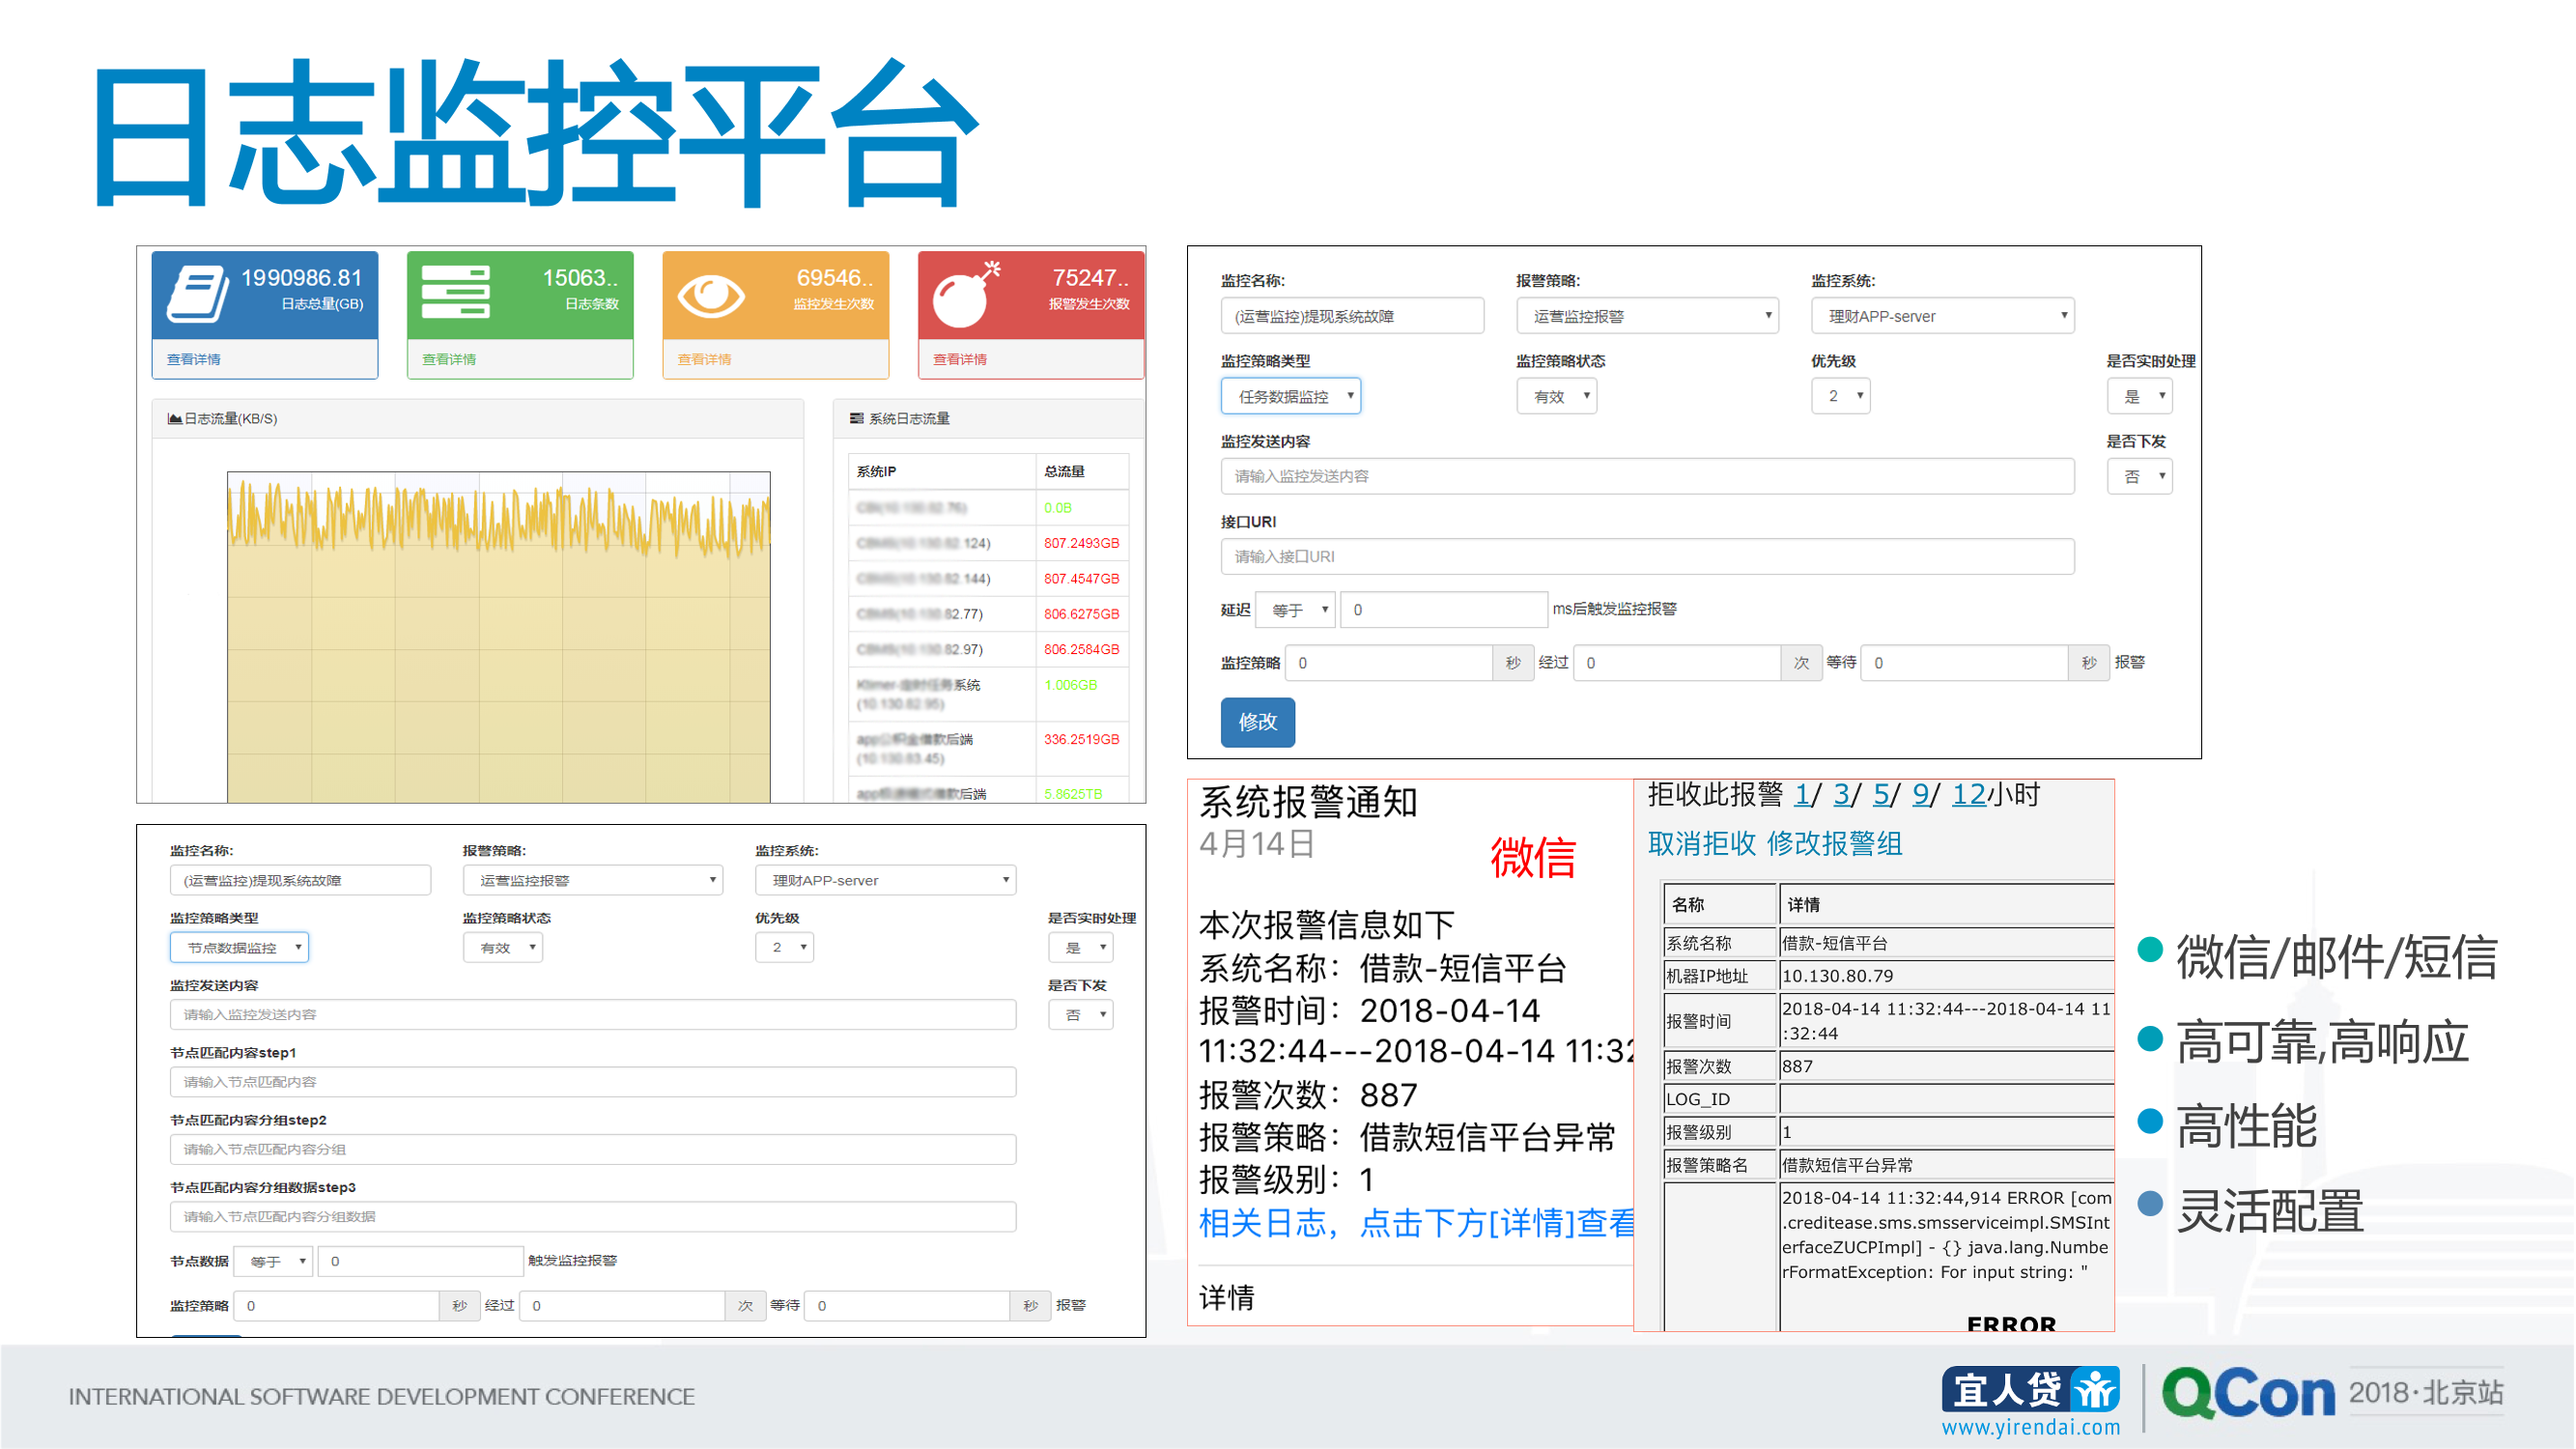 日志监控平台
1990986.81
日志总量(GB)
查看详情
15063..
日志条数
查看详情
69546..
监控发生次数
查看详情
75247..
报警发生次数
查看详情
日志流量(KB/S)
系统日志流量
系统IP 总流量
0.0B
.124) 807.2493GB
.144) 807.4547GB
82.77) 806.6275GB
82.97) 806.2584GB
系统 1.006GB
后端 336.2519GB
.45)
后端 5.8625TB
监控名称: 报警策略: 监控系统:
(运营监控)提现系统故障 运营监控报警 理财APP-server
监控策略类型 监控策略状态 优先级 是否实时处理
任务数据监控 有效 2 是
监控发送内容 是否下发
请输入监控发送内容 否
接口URI
请输入接口URI
延迟 等于 0 ms后触发监控报警
监控策略 0 秒 经过 0 次 等待 0 秒 报警
修改
监控名称: 报警策略: 监控系统:
(运营监控)提现系统故障 运营监控报警 理财APP-server
监控策略类型 监控策略状态 优先级 是否实时处理
节点数据监控 有效 2 是
监控发送内容 是否下发
请输入监控发送内容 否
节点匹配内容step1
请输入节点匹配内容
节点匹配内容分组step2
请输入节点匹配内容分组
节点匹配内容分组数据step3
请输入节点匹配内容分组数据
节点数据 等于 0 触发监控报警
监控策略 0 秒 经过 0 次 等待 0 秒 报警
系统报警通知
4月14日
微信
本次报警信息如下
系统名称：借款-短信平台
报警时间：2018-04-14
11:32:44---2018-04-14 11:32
报警次数：887
报警策略：借款短信平台异常
报警级别：1
相关日志，点击下方[详情]查看
详情
拒收此报警 1/ 3/ 5/ 9/ 12小时
取消拒收 修改报警组
名称 详情
系统名称 借款-短信平台
机器IP地址 10.130.80.79
报警时间 2018-04-14 11:32:44---2018-04-14 11
:32:44
报警次数 887
LOG_ID
报警级别 1
报警策略名 借款短信平台异常
2018-04-14 11:32:44,914 ERROR [com
.creditease.sms.smsserviceimpl.SMSInt
erfaceZUCPImpl] - {} java.lang.Numbe
rFormatException: For input string: "
ERROR
微信/邮件/短信
高可靠,高响应
高性能
灵活配置
INTERNATIONAL SOFTWARE DEVELOPMENT CONFERENCE
宜人贷
www.yirendai.com
QCon 2018·北京站